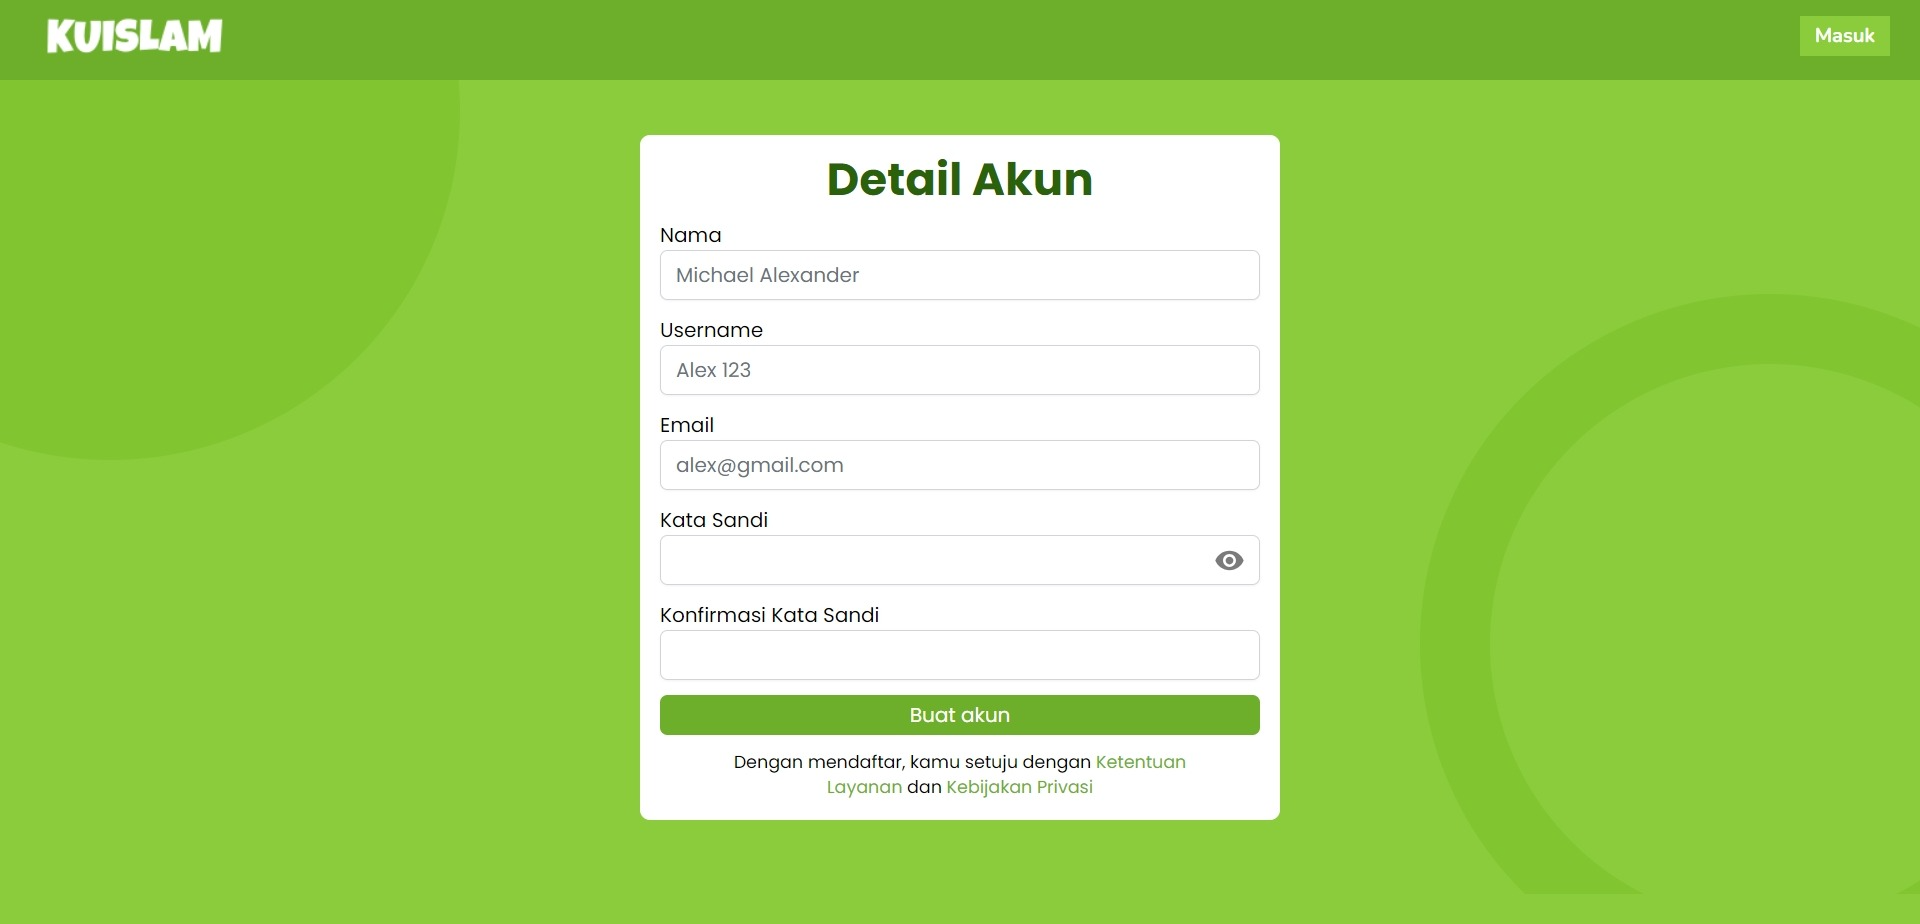 KUISLAM
Masuk
Detail Akun
Nama
Michael Alexander
Username
Alex 123
Email
alex@gmail.com
Kata Sandi
Konfirmasi Kata Sandi
Buat akun
Dengan mendaftar, kamu setuju dengan Ketentuan
Layanan dan Kebijakan Privasi